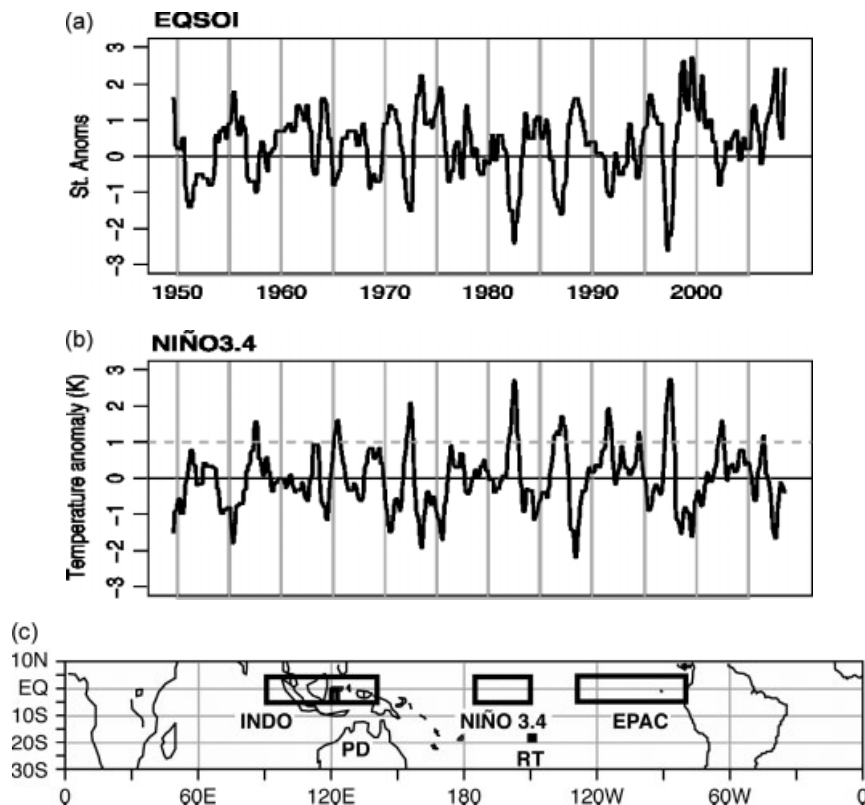 (a) EQSOI
St. Anoms
3
2
1
0
−1
−2
−3
1950 1960 1970 1980 1990 2000
(b) NIÑO3.4
Temperature anomaly (K)
3
2
1
0
−1
−2
−3
(c)
10N
EQ
10S
20S
30S
INDO NIÑO 3.4 EPAC
PD RT
0 60E 120E 180 120W 60W 0